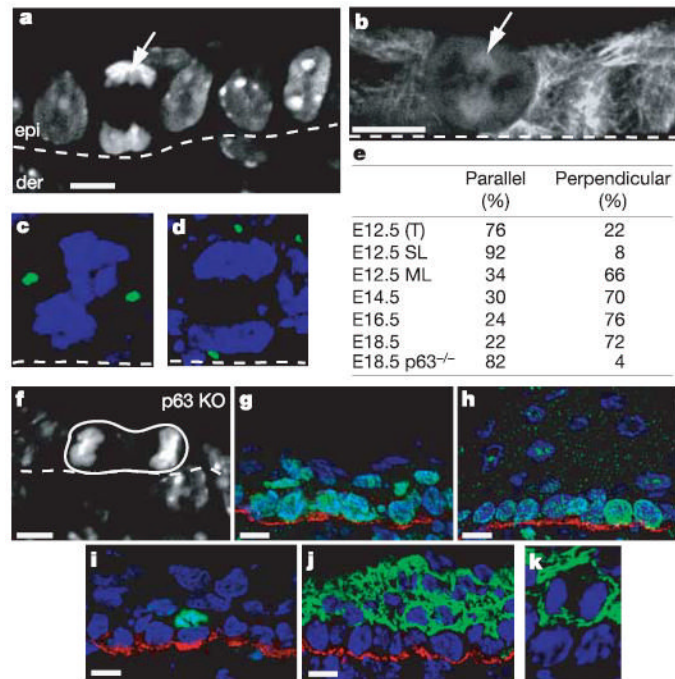 a
epi
der
b
e
Parallel Perpendicular
(%) (%)
E12.5 (T) 76 22
E12.5 SL 92 8
E12.5 ML 34 66
E14.5 30 70
E16.5 24 76
E18.5 22 72
E18.5 p63–/– 82 4
c
d
f
p63 KO
g
h
i
j
k